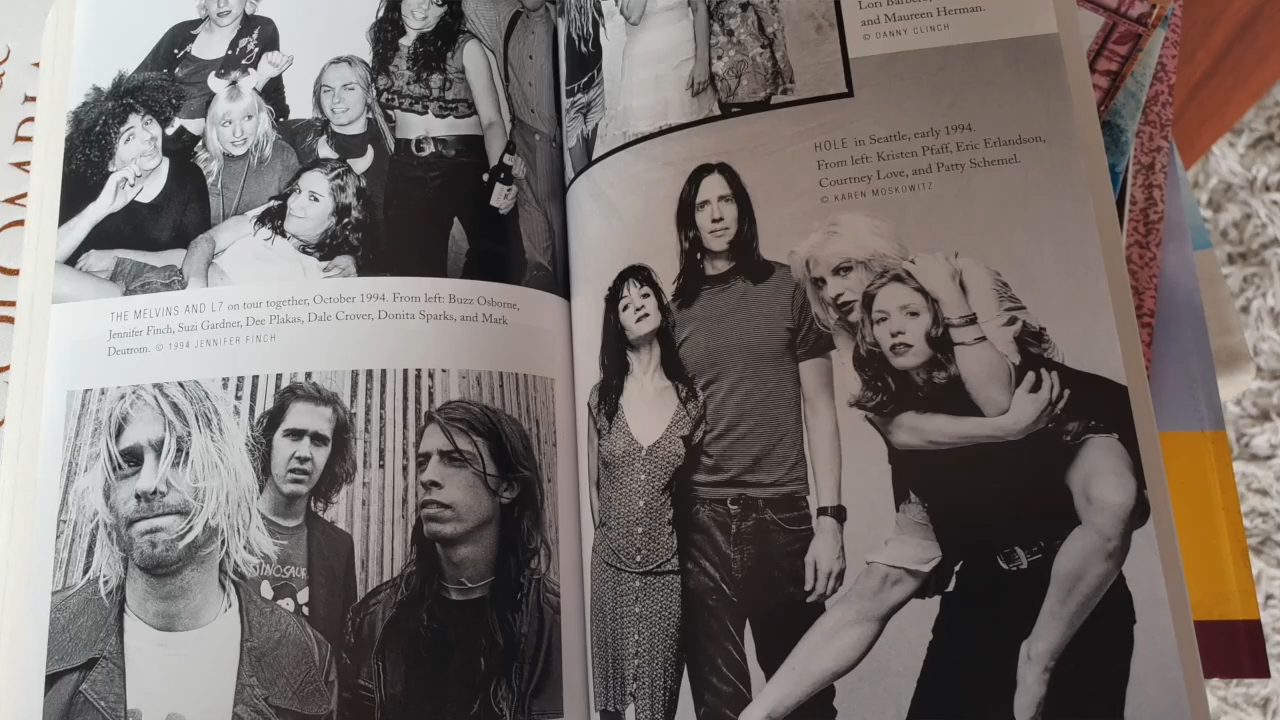 THE MELVINS AND L7 on tour together, October 1994. From left: Buzz Osborne,
Jennifer Finch, Suzi Gardner, Dee Plakas, Dale Crover, Donita Sparks, and Mark
Deutrom. © 1994 JENNIFER FINCH
DINOSAUR
Lori Barbero,
and Maureen Herman.
© DANNY CLINCH
HOLE in Seattle, early 1994.
From left: Kristen Pfaff, Eric Erlandson,
Courtney Love, and Patty Schemel.
© KAREN MOSKOWITZ